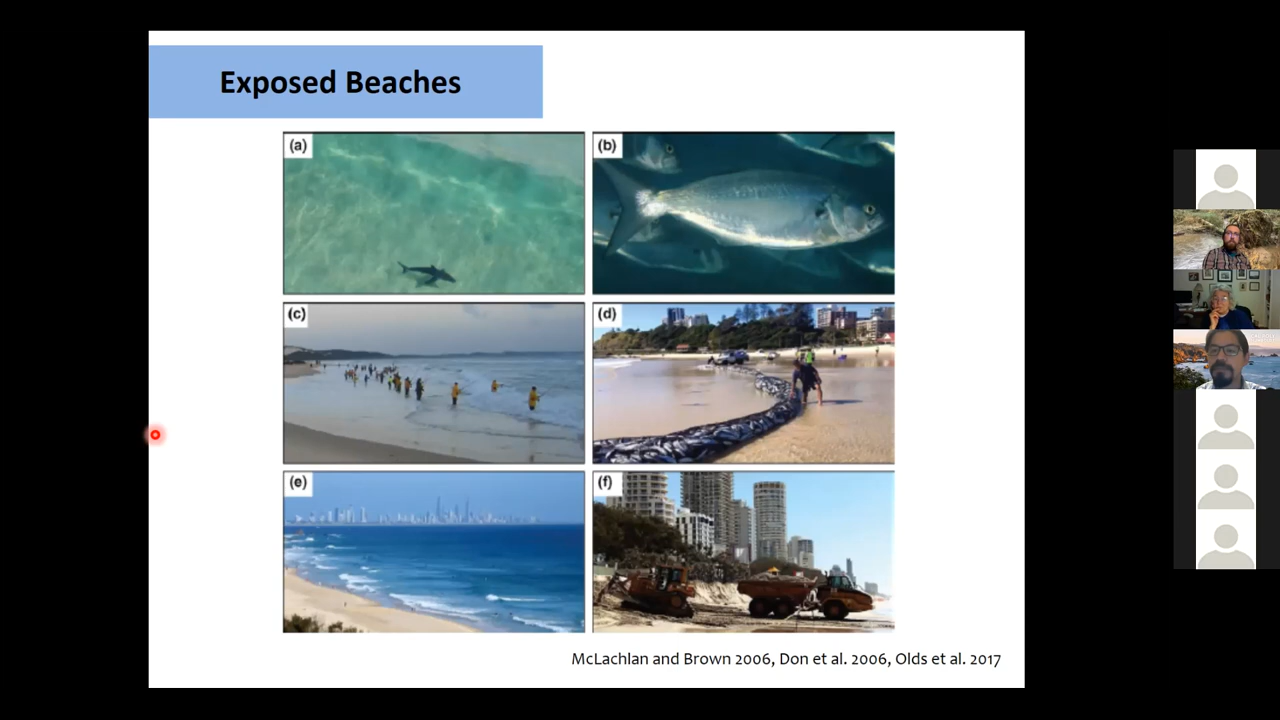 Exposed Beaches
(a)
(b)
(c)
(d)
(e)
(f)
McLachlan and Brown 2006, Don et al. 2006, Olds et al. 2017